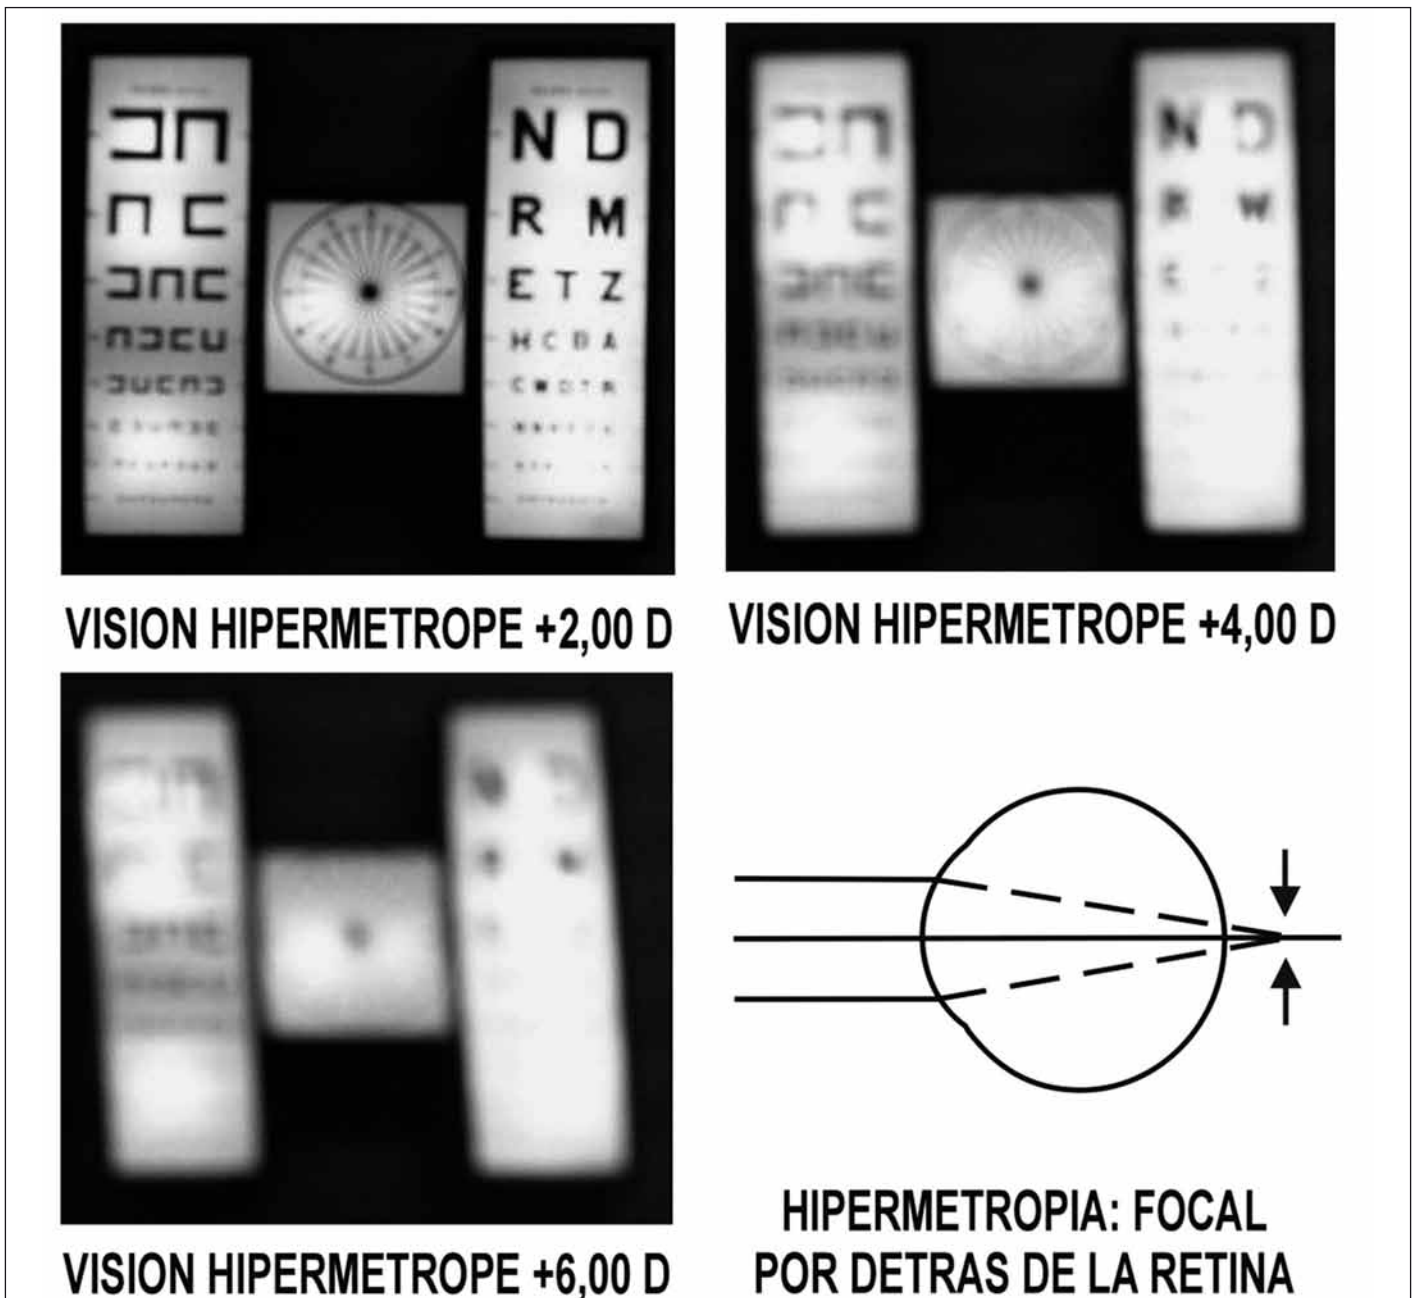 N D
R M
E T Z
H C D A
N D
VISION HIPERMETROPE +2,00 D
VISION HIPERMETROPE +4,00 D
VISION HIPERMETROPE +6,00 D
HIPERMETROPIA: FOCAL
POR DETRAS DE LA RETINA